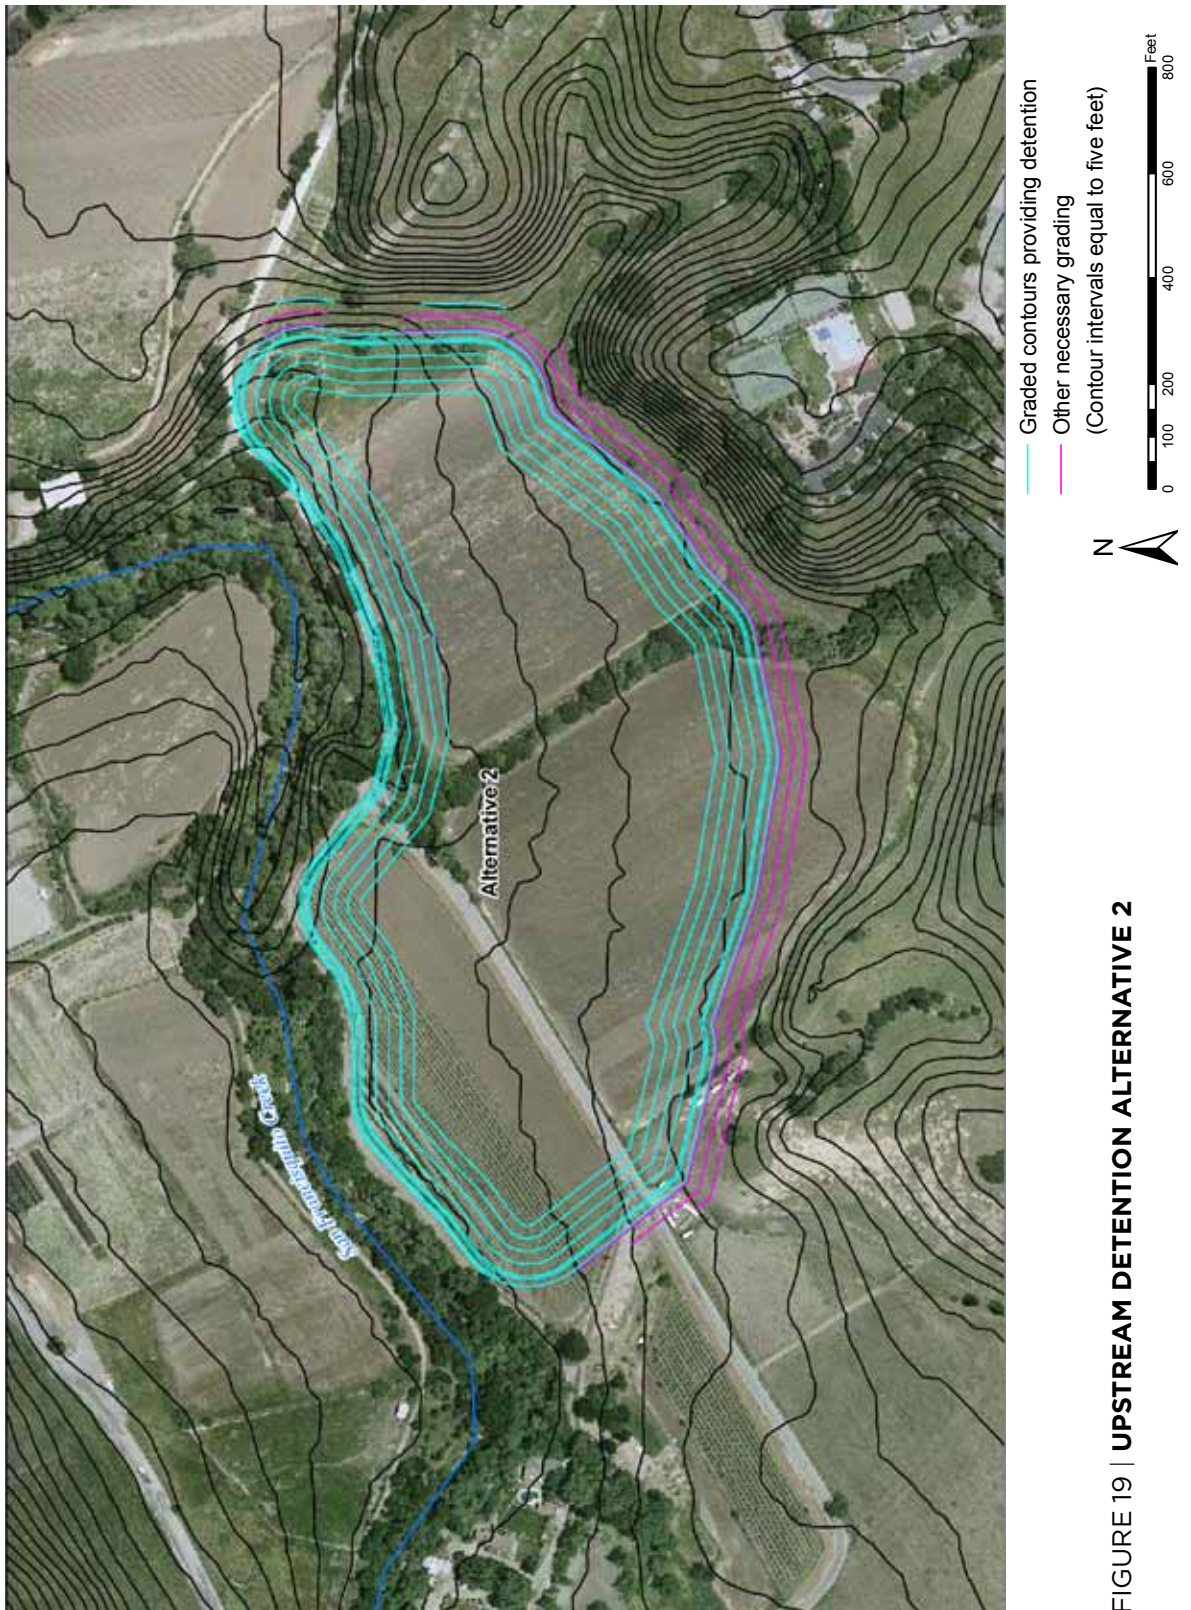 Alternative 2
San Francisquito Creek
Graded contours providing detention
Other necessary grading
(Contour intervals equal to five feet)
N
Feet
0 100 200 400 600 800
FIGURE 19 | UPSTREAM DETENTION ALTERNATIVE 2